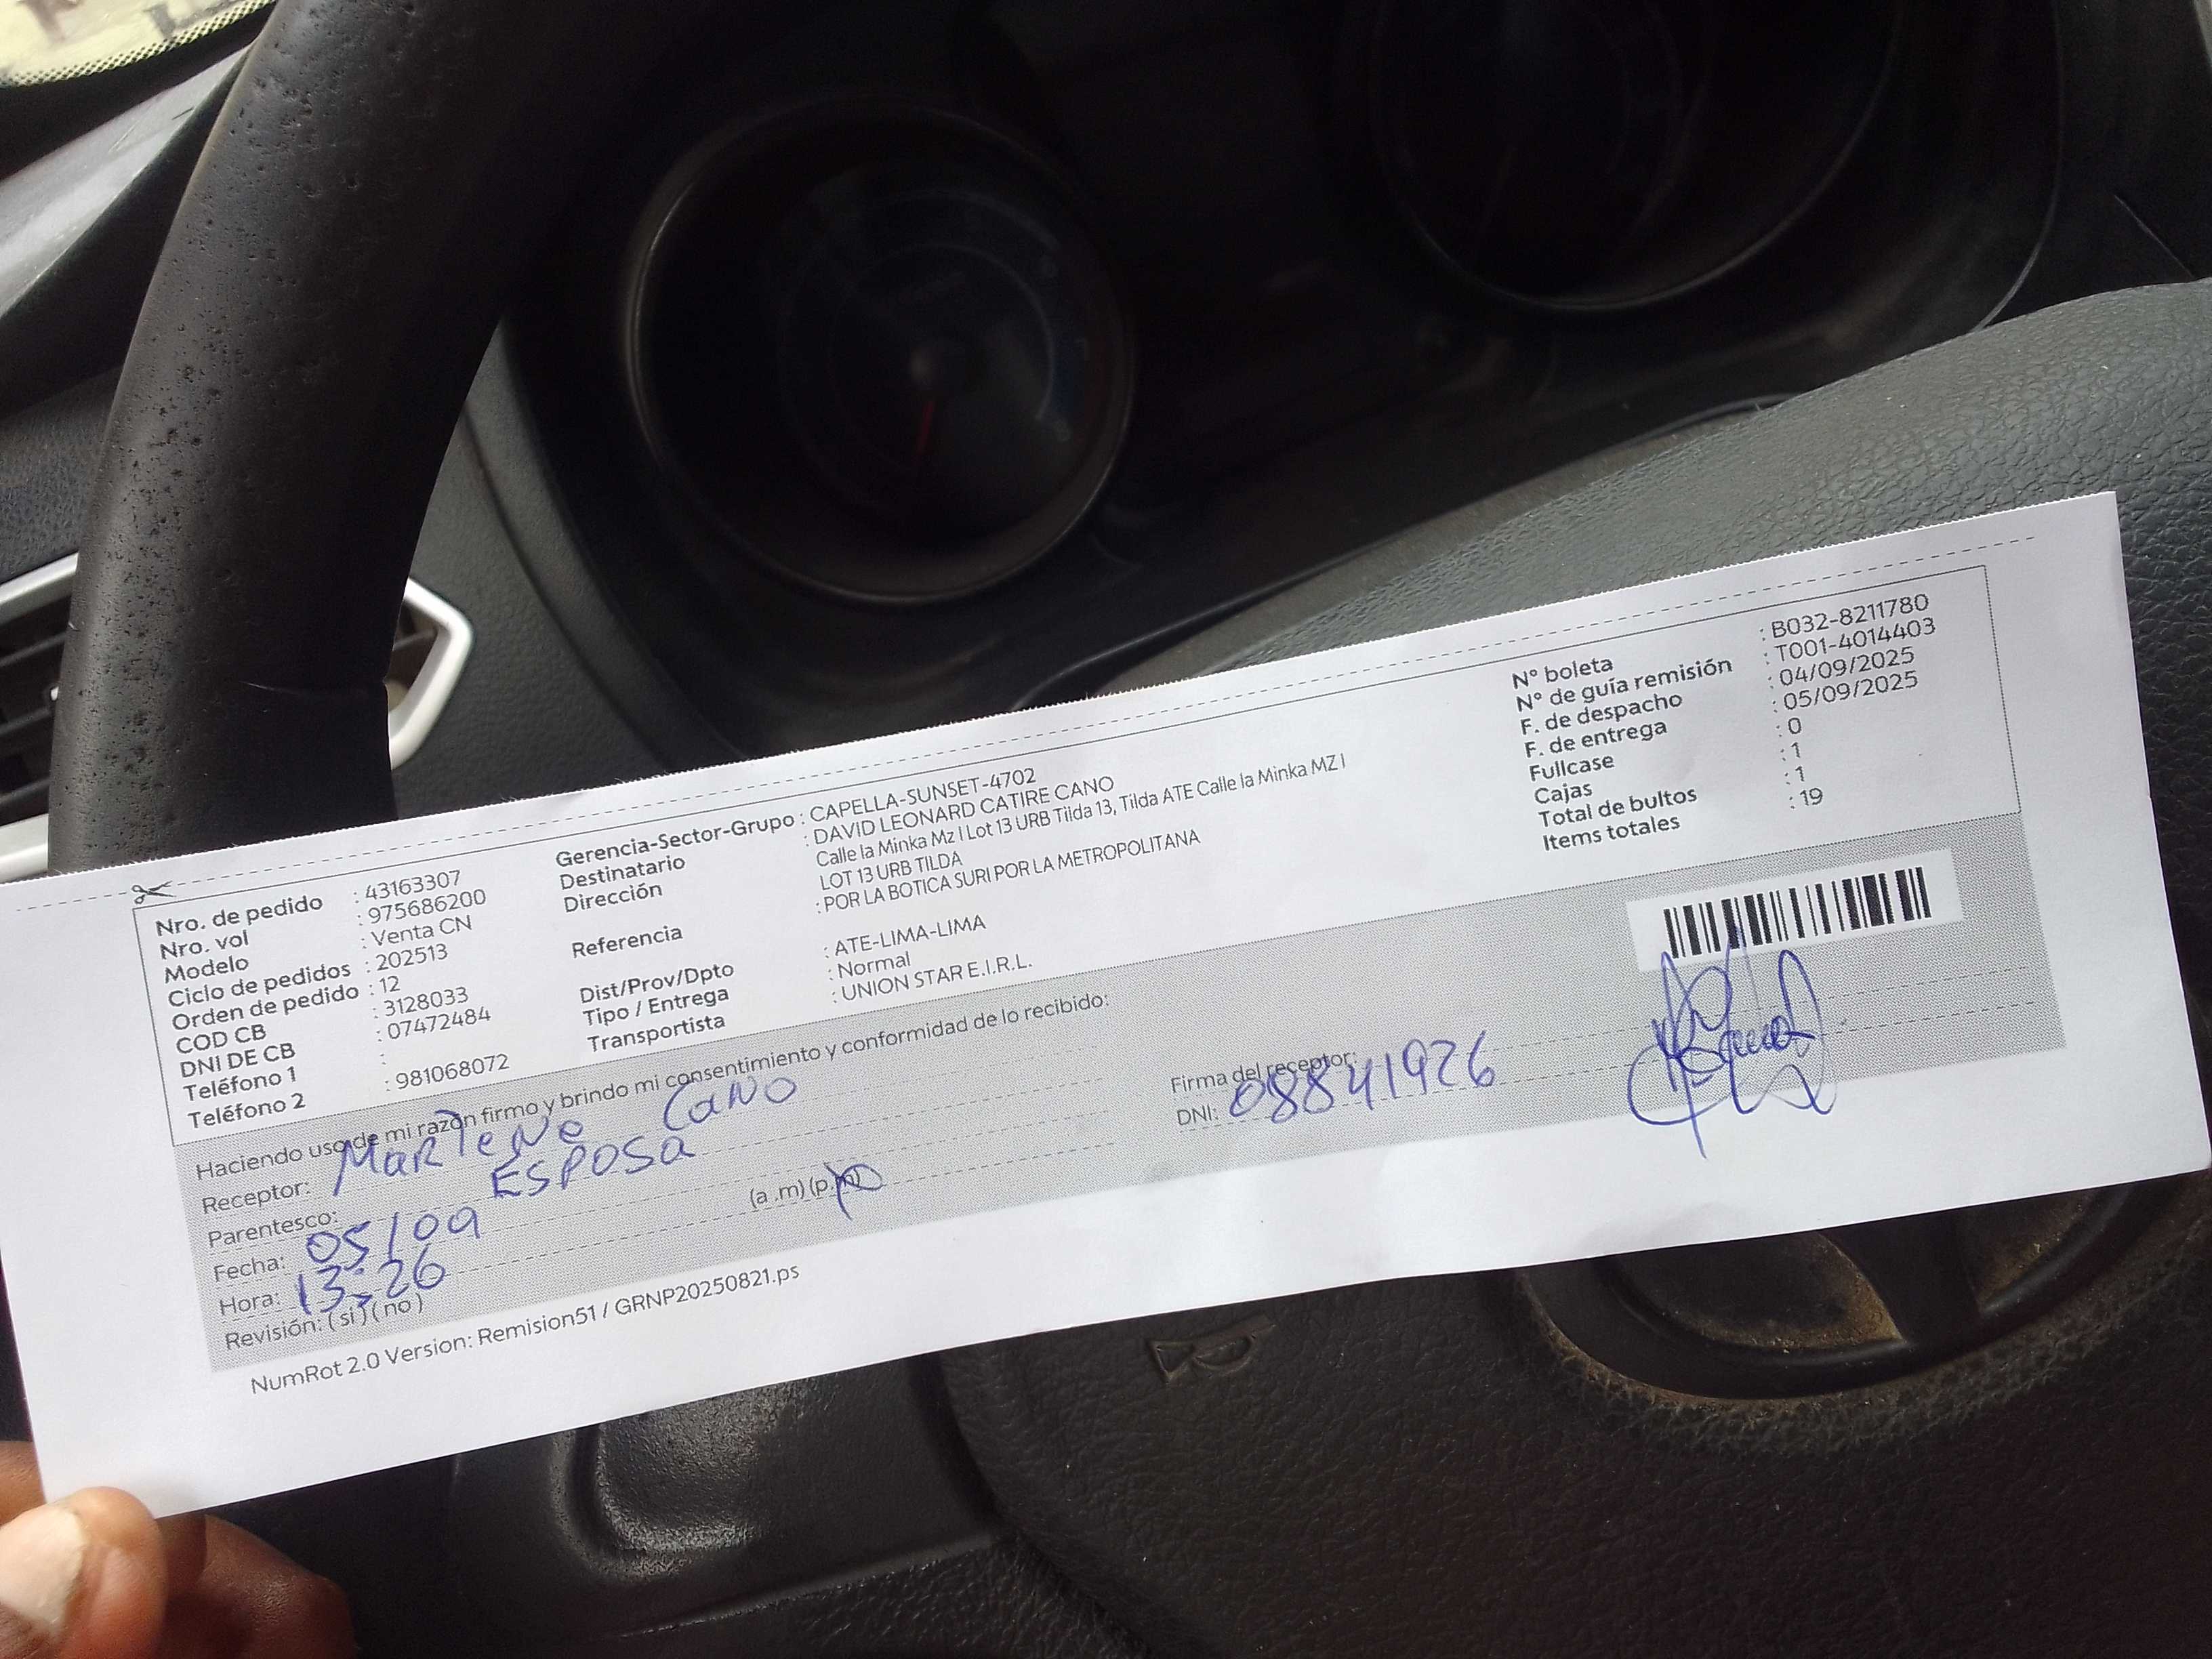 Nro. de pedido : 43163307
Nro. vol : 975686200
Modelo : Venta CN
Ciclo de pedidos : 202513
Orden de pedido : 12
COD CB : 3128033
DNI DE CB : 07472484
Teléfono 1 :
Teléfono 2 : 981068072
Gerencia-Sector-Grupo : CAPELLA-SUNSET-4702
Destinatario : DAVID LEONARD CATIRE CANO
Dirección Calle la Minka Mz I Lot 13 URB Tilda 13, Tilda ATE Calle la Minka MZ I
LOT 13 URB TILDA
Referencia : POR LA BOTICA SURI POR LA METROPOLITANA
Dist/Prov/Dpto : ATE-LIMA-LIMA
Tipo / Entrega : Normal
Transportista : UNION STAR E.I.R.L.
N° boleta : B032-8211780
N° de guía remisión : T001-4014403
F. de despacho : 04/09/2025
F. de entrega : 05/09/2025
Fullcase : 0
Cajas : 1
Total de bultos : 1
Items totales : 19
Haciendo uso de mi razón firmo y brindo mi consentimiento y conformidad de lo recibido:
Receptor: Marlene Cano
Parentesco: Esposa
Fecha: 05/09
Hora: 13:26 (a .m) (p.m)
Revisión: ( si ) ( no )
Firma del receptor:
DNI: 08841926
NumRot 2.0 Version: Remision51 / GRNP20250821.ps